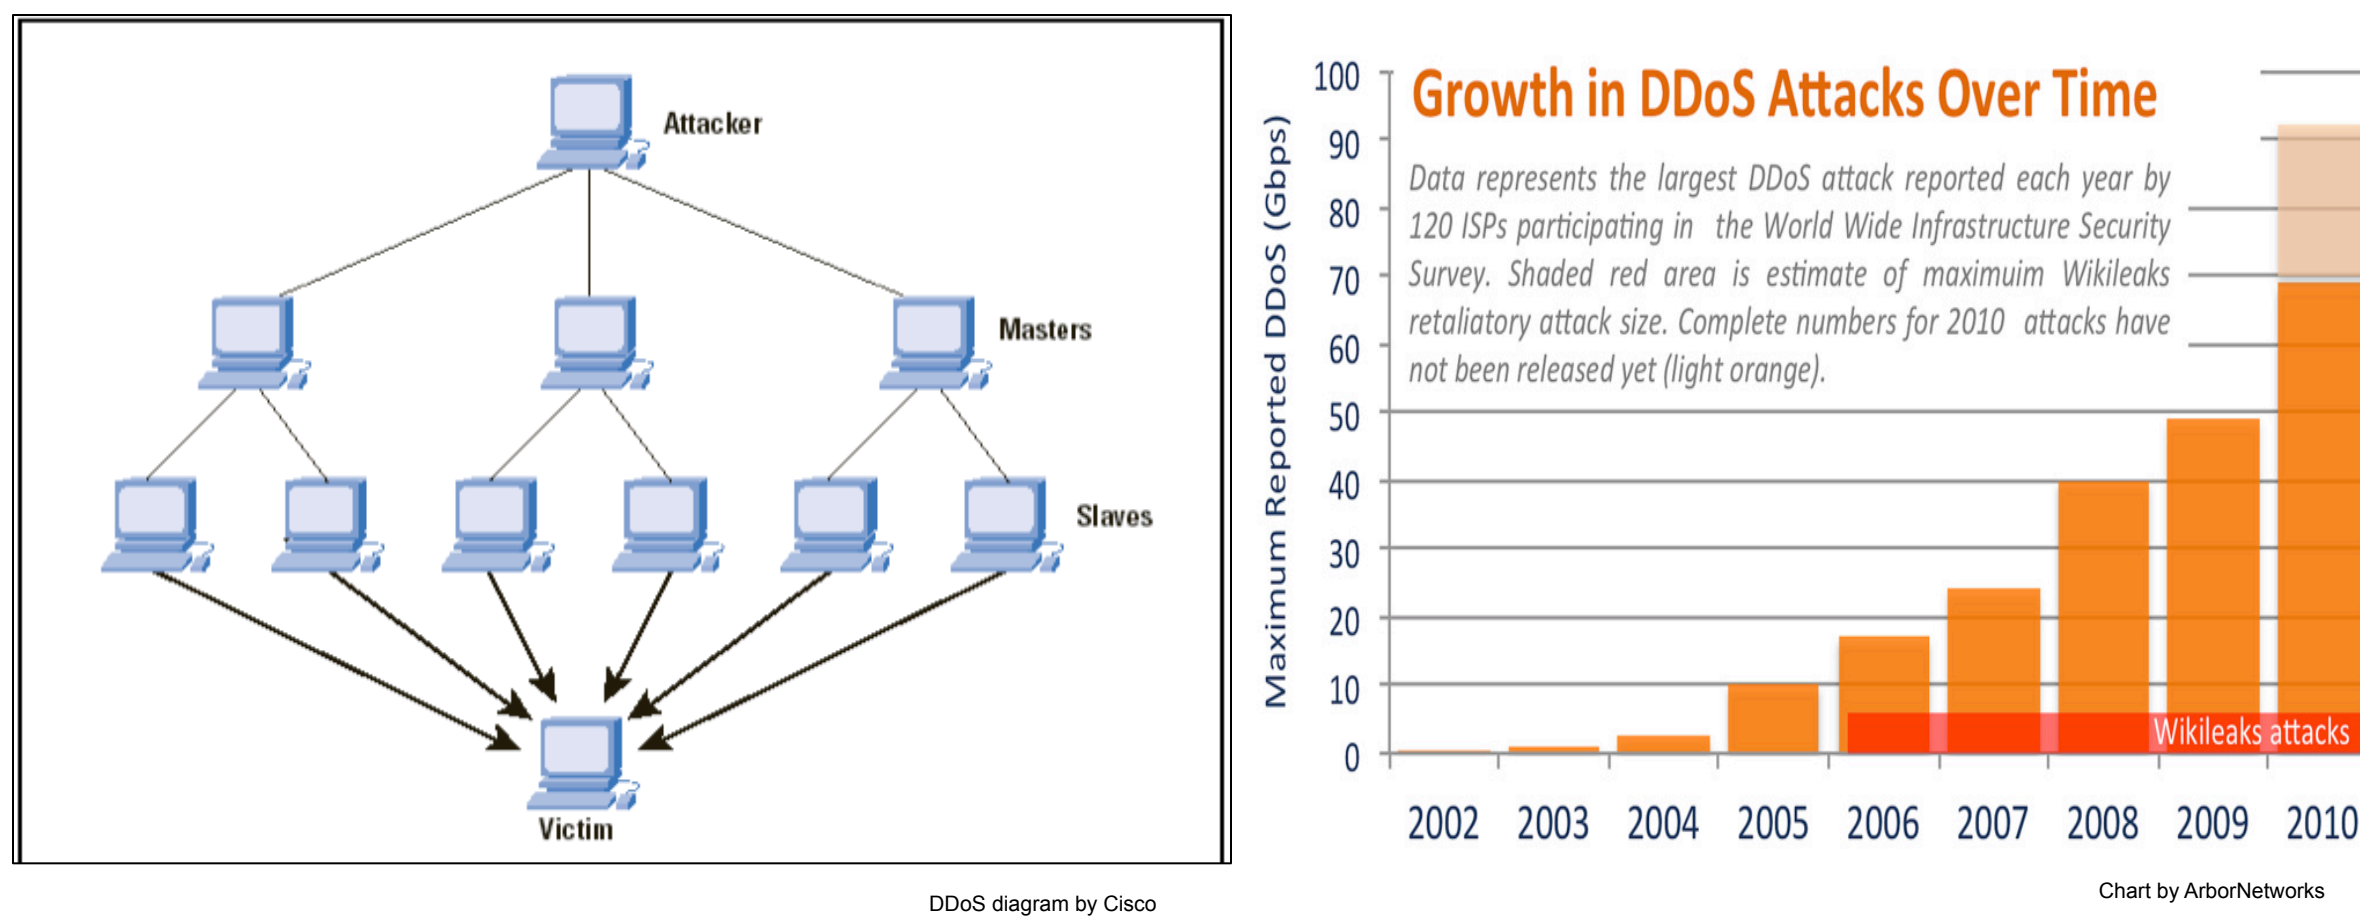 Attacker
Masters
Slaves
Victim
DDoS diagram by Cisco
Growth in DDoS Attacks Over Time
Data represents the largest DDoS attack reported each year by
120 ISPs participating in the World Wide Infrastructure Security
Survey. Shaded red area is estimate of maximuim Wikileaks
retaliatory attack size. Complete numbers for 2010 attacks have
not been released yet (light orange).
Maximum Reported DDoS (Gbps)
100
90
80
70
60
50
40
30
20
10
0
Wikileaks attacks
2002 2003 2004 2005 2006 2007 2008 2009 2010
Chart by ArborNetworks